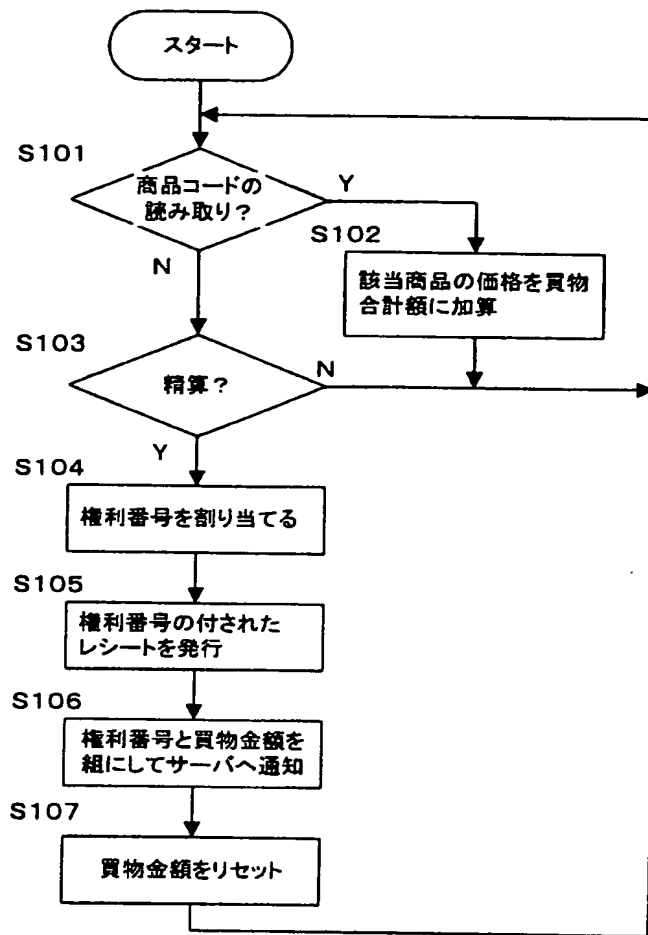 スタート
S101
商品コードの
読み取り?
Y
N
S102
該当商品の価格を買物
合計額に加算
S103
精算?
N
Y
S104
権利番号を割り当てる
S105
権利番号の付された
レシートを発行
S106
権利番号と買物金額を
組にしてサーバへ通知
S107
買物金額をリセット